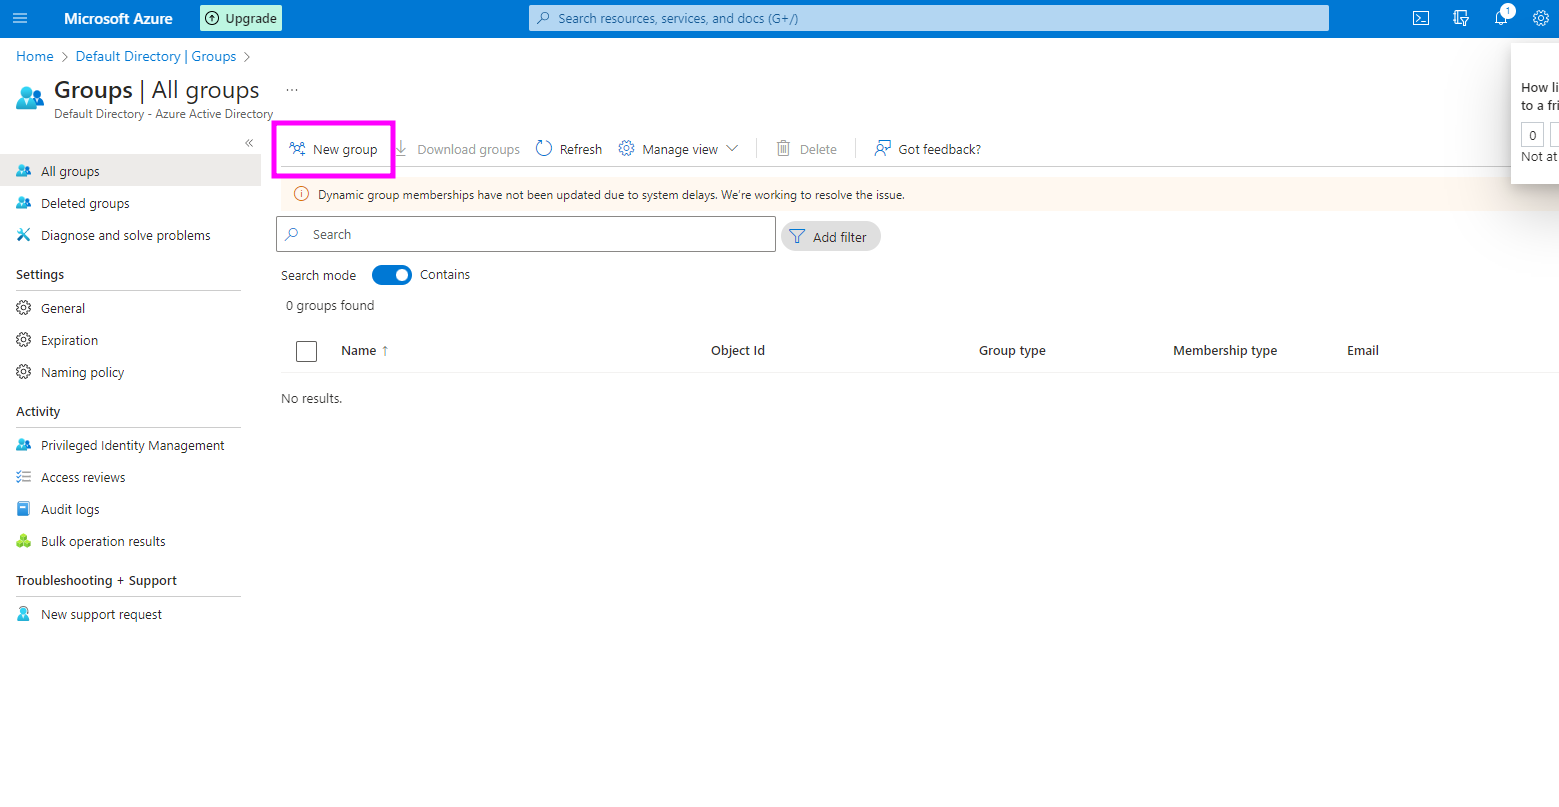 Microsoft Azure
Upgrade
Search resources, services, and docs (G+/)
1
Home > Default Directory | Groups >
Groups | All groups ...
Default Directory - Azure Active Directory
«
All groups
Deleted groups
Diagnose and solve problems
Settings
General
Expiration
Naming policy
Activity
Privileged Identity Management
Access reviews
Audit logs
Bulk operation results
Troubleshooting + Support
New support request
New group
Download groups
Refresh
Manage view
Delete
Got feedback?
Dynamic group memberships have not been updated due to system delays. We're working to resolve the issue.
Search
Add filter
Search mode
Contains
0 groups found
Name ↑
Object Id
Group type
Membership type
Email
No results.
How li
to a fri
0
Not at